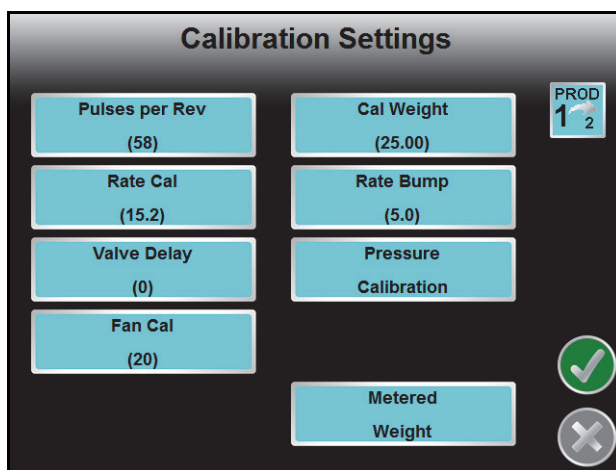 Calibration Settings
Pulses per Rev
(58)
Cal Weight
(25.00)
PROD
1 2
Rate Cal
(15.2)
Rate Bump
(5.0)
Valve Delay
(0)
Pressure
Calibration
Fan Cal
(20)
Metered
Weight